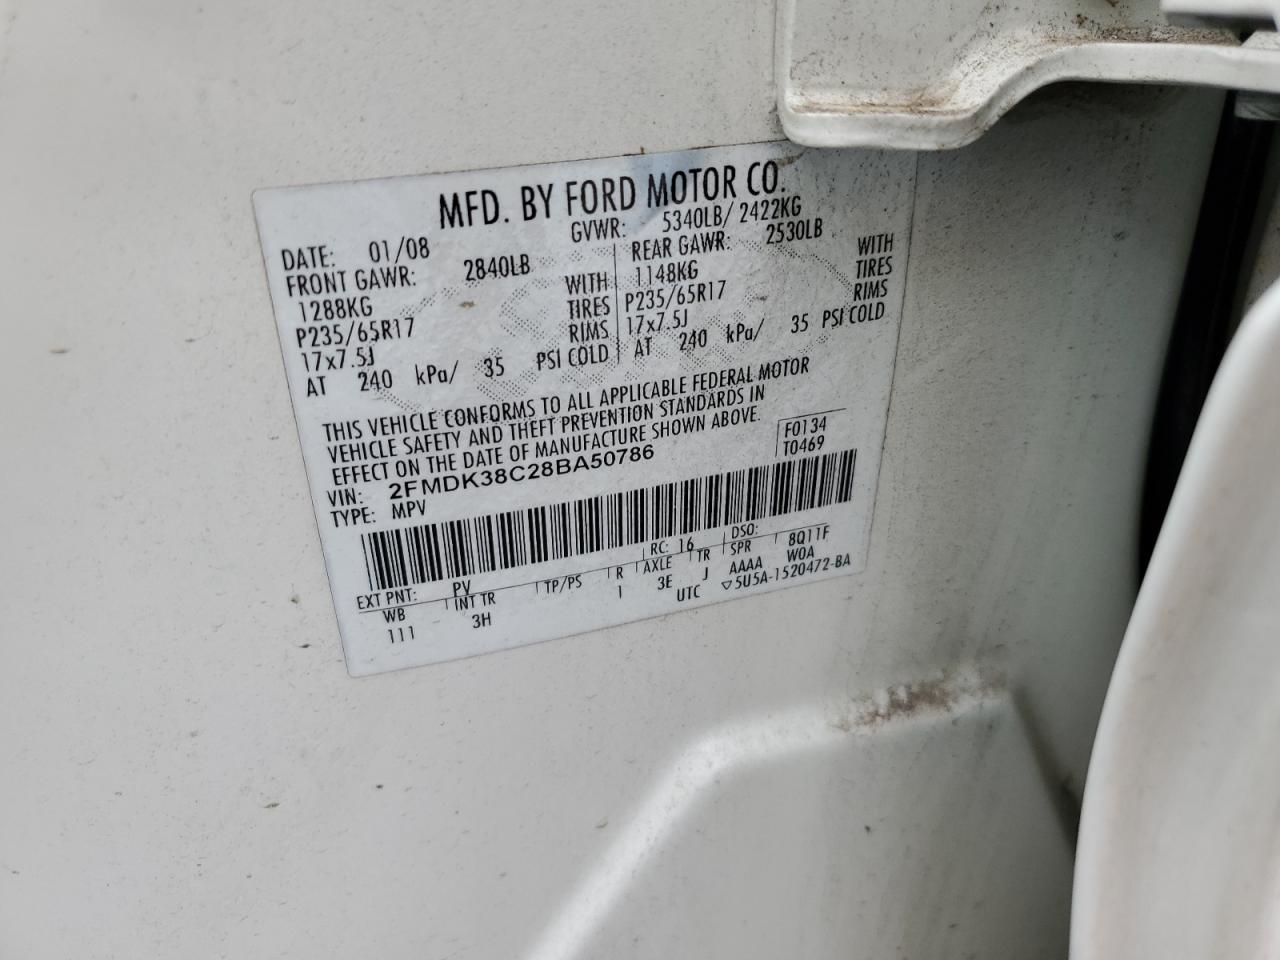 MFD. BY FORD MOTOR CO.
DATE: 01/08 GVWR: 5340LB/ 2422KG
FRONT GAWR: 2840LB REAR GAWR: 2530LB
1288KG WITH 1148KG WITH
P235/65R17 TIRES P235/65R17 TIRES
17x7.5J RIMS 17x7.5J RIMS
AT 240 kPa/ 35 PSI COLD AT 240 kPa/ 35 PSI COLD
THIS VEHICLE CONFORMS TO ALL APPLICABLE FEDERAL MOTOR
VEHICLE SAFETY AND THEFT PREVENTION STANDARDS IN
EFFECT ON THE DATE OF MANUFACTURE SHOWN ABOVE.
F0134
VIN: 2FMDK38C28BA50786 T0469
TYPE: MPV
EXT PNT: PV RC: 16 DSO:
WB INT TR TP/PS R AXLE TR SPR 8Q11F
111 3H I 3E J AAAA WOA
UTC ▽5U5A-1520472-BA